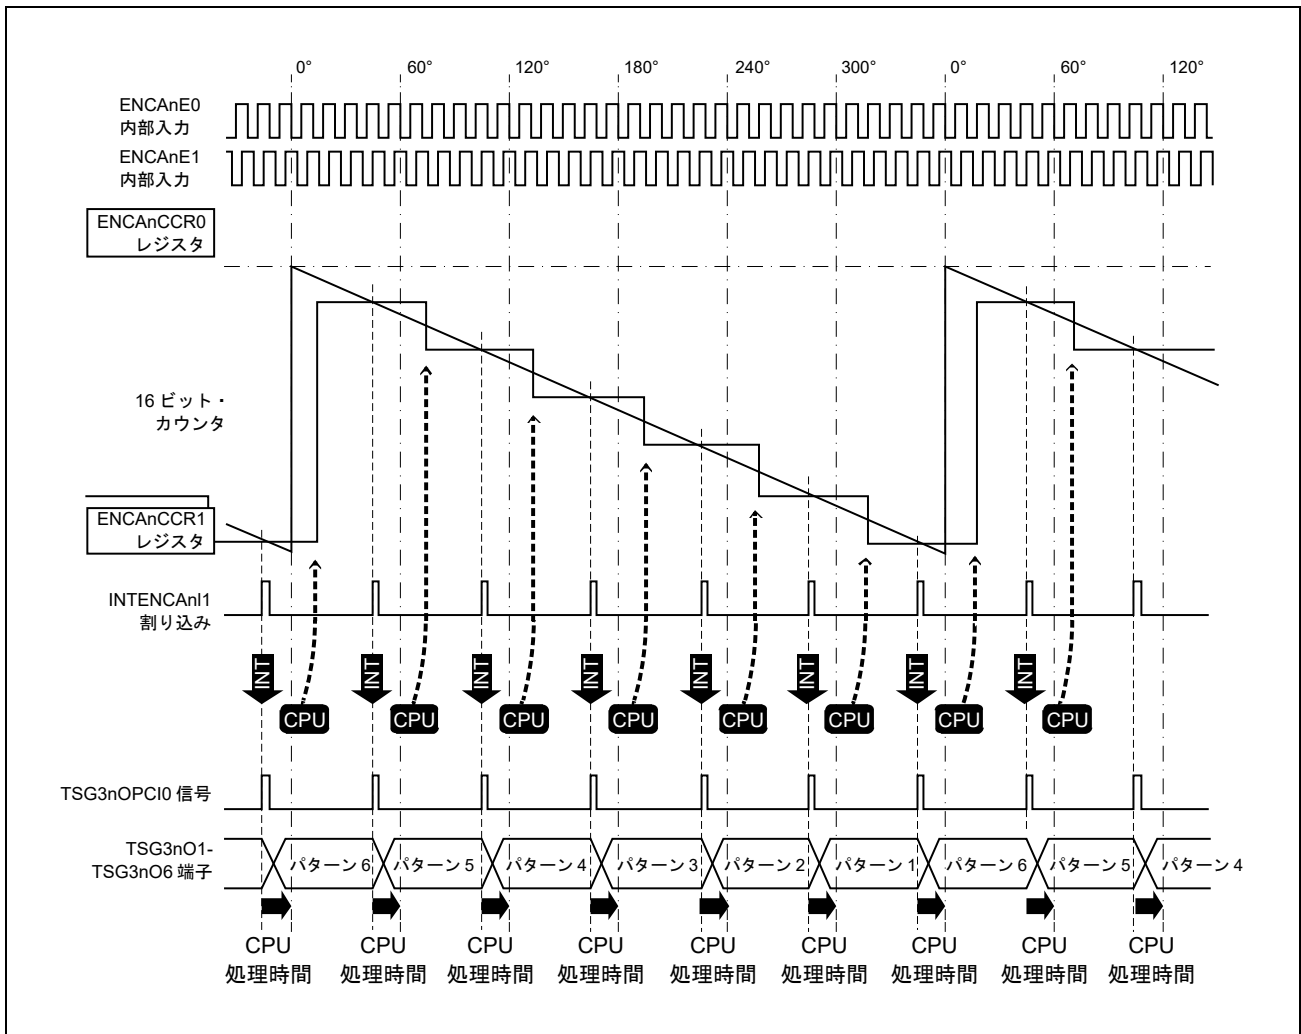 0° 60° 120° 180° 240° 300° 0° 60° 120°
ENCAnE0
内部入力
ENCAnE1
内部入力
ENCAnCCR0
レジスタ
16 ビット・
カウンタ
ENCAnCCR1
レジスタ
INTENCAnI1
割り込み
INT INT INT INT INT INT INT INT
CPU CPU CPU CPU CPU CPU CPU CPU
TSG3nOPCI0 信号
TSG3nO1-
TSG3nO6 端子
パターン 6 パターン 5 パターン 4 パターン 3 パターン 2 パターン 1 パターン 6 パターン 5 パターン 4
CPU CPU CPU CPU CPU CPU CPU CPU CPU
処理時間 処理時間 処理時間 処理時間 処理時間 処理時間 処理時間 処理時間 処理時間